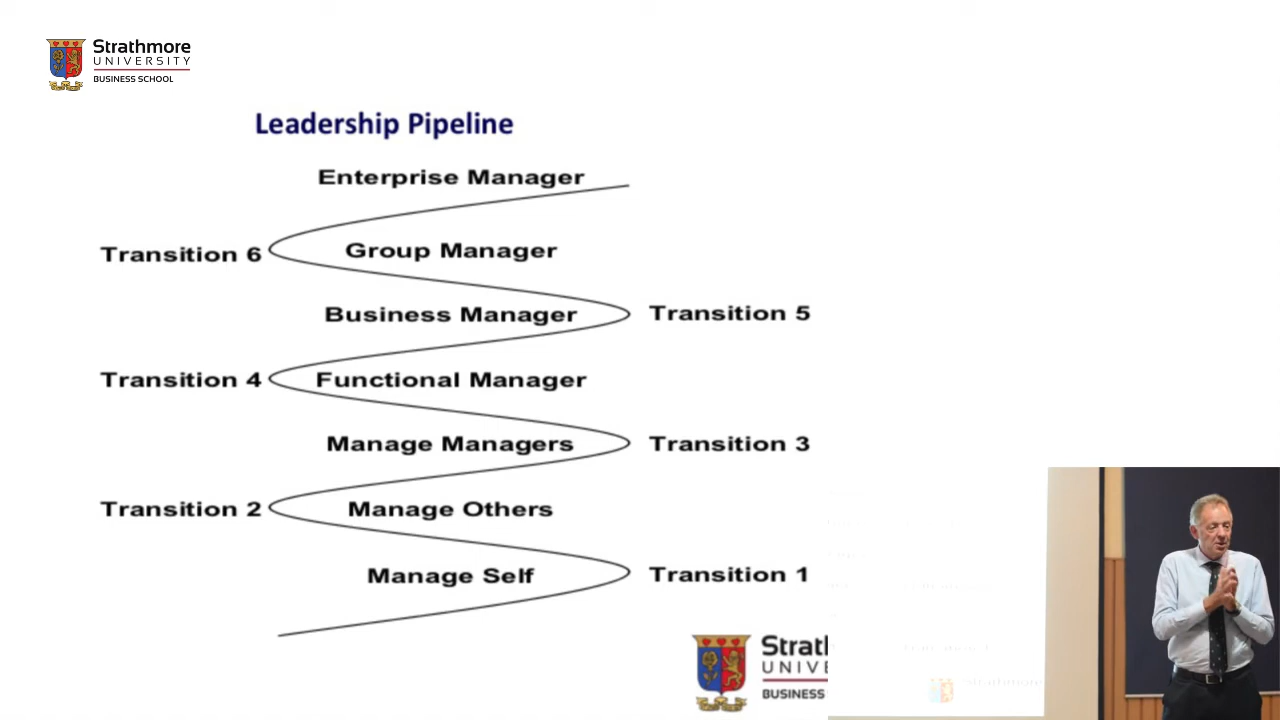 Strathmore
UNIVERSITY
BUSINESS SCHOOL
Leadership Pipeline
Enterprise Manager
Transition 6
Group Manager
Business Manager
Transition 5
Transition 4
Functional Manager
Manage Managers
Transition 3
Transition 2
Manage Others
Manage Self
Transition 1
Strath
UNIVE
BUSINESS
Strathmore